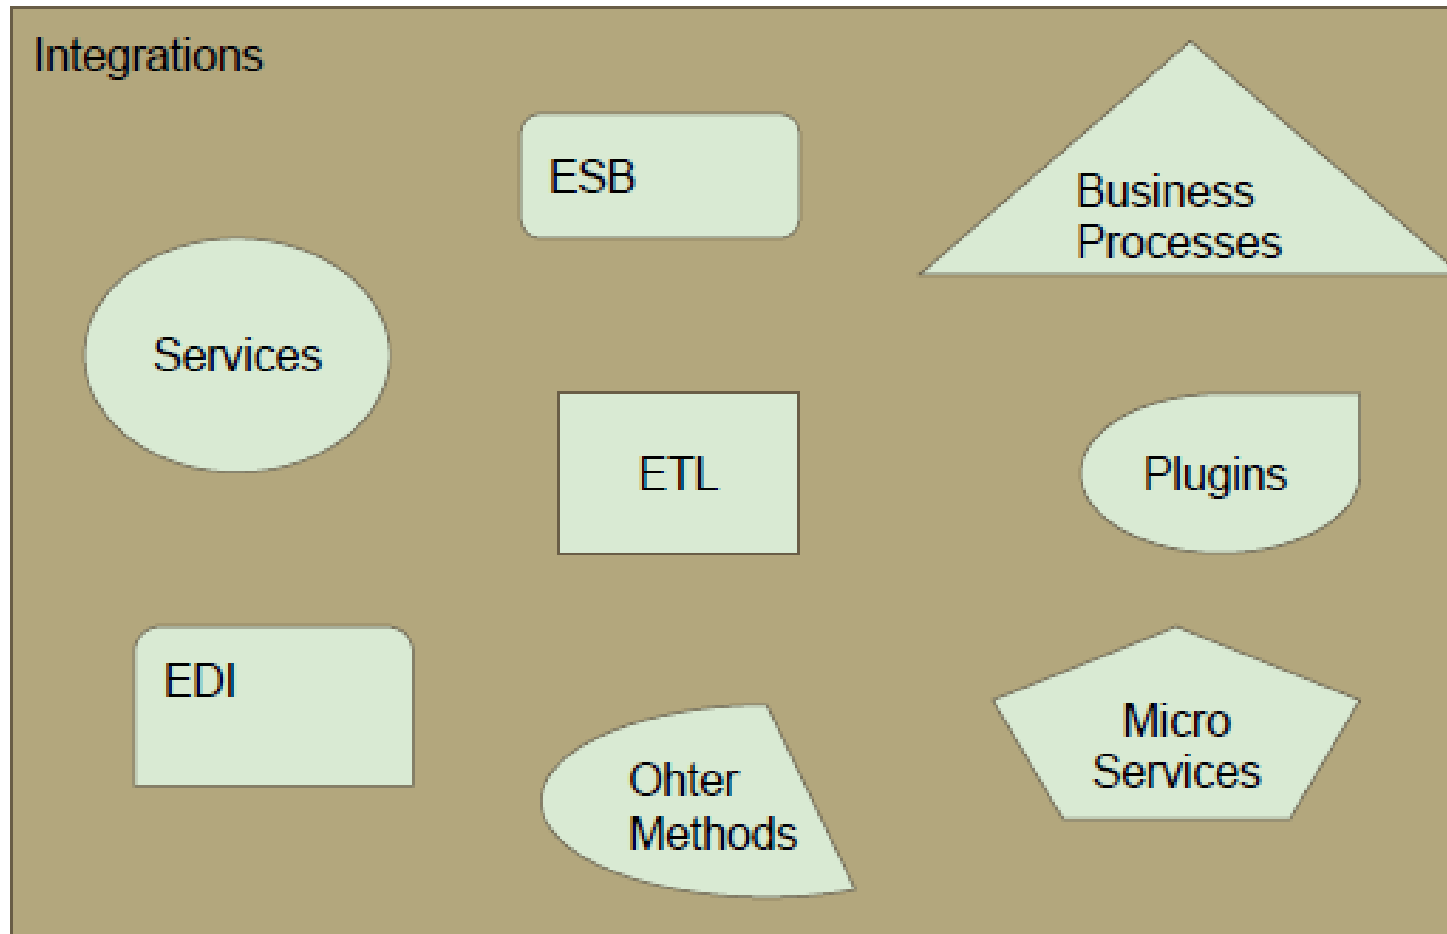 Integrations
ESB
Business
Processes
Services
ETL
Plugins
EDI
Micro
Services
Ohter
Methods